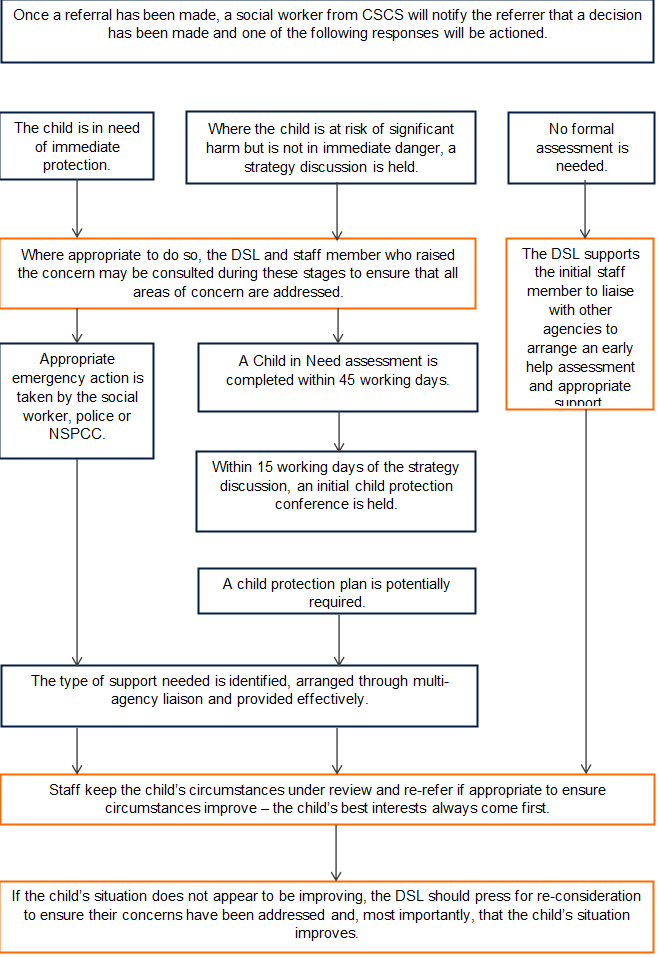 Once a referral has been made, a social worker from CSCS will notify the referrer that a decision
has been made and one of the following responses will be actioned.
The child is in need
of immediate
protection.
Where the child is at risk of significant
harm but is not in immediate danger, a
strategy discussion is held.
No formal
assessment is
needed.
Where appropriate to do so, the DSL and staff member who raised
the concern may be consulted during these stages to ensure that all
areas of concern are addressed.
The DSL supports
the initial staff
member to liaise
with other
agencies to
arrange an early
help assessment
and appropriate
support
Appropriate
emergency action is
taken by the social
worker, police or
NSPCC.
A Child in Need assessment is
completed within 45 working days.
Within 15 working days of the strategy
discussion, an initial child protection
conference is held.
A child protection plan is potentially
required.
The type of support needed is identified, arranged through multi-
agency liaison and provided effectively.
Staff keep the child's circumstances under review and re-refer if appropriate to ensure
circumstances improve – the child's best interests always come first.
If the child's situation does not appear to be improving, the DSL should press for re-consideration
to ensure their concerns have been addressed and, most importantly, that the child's situation
improves.